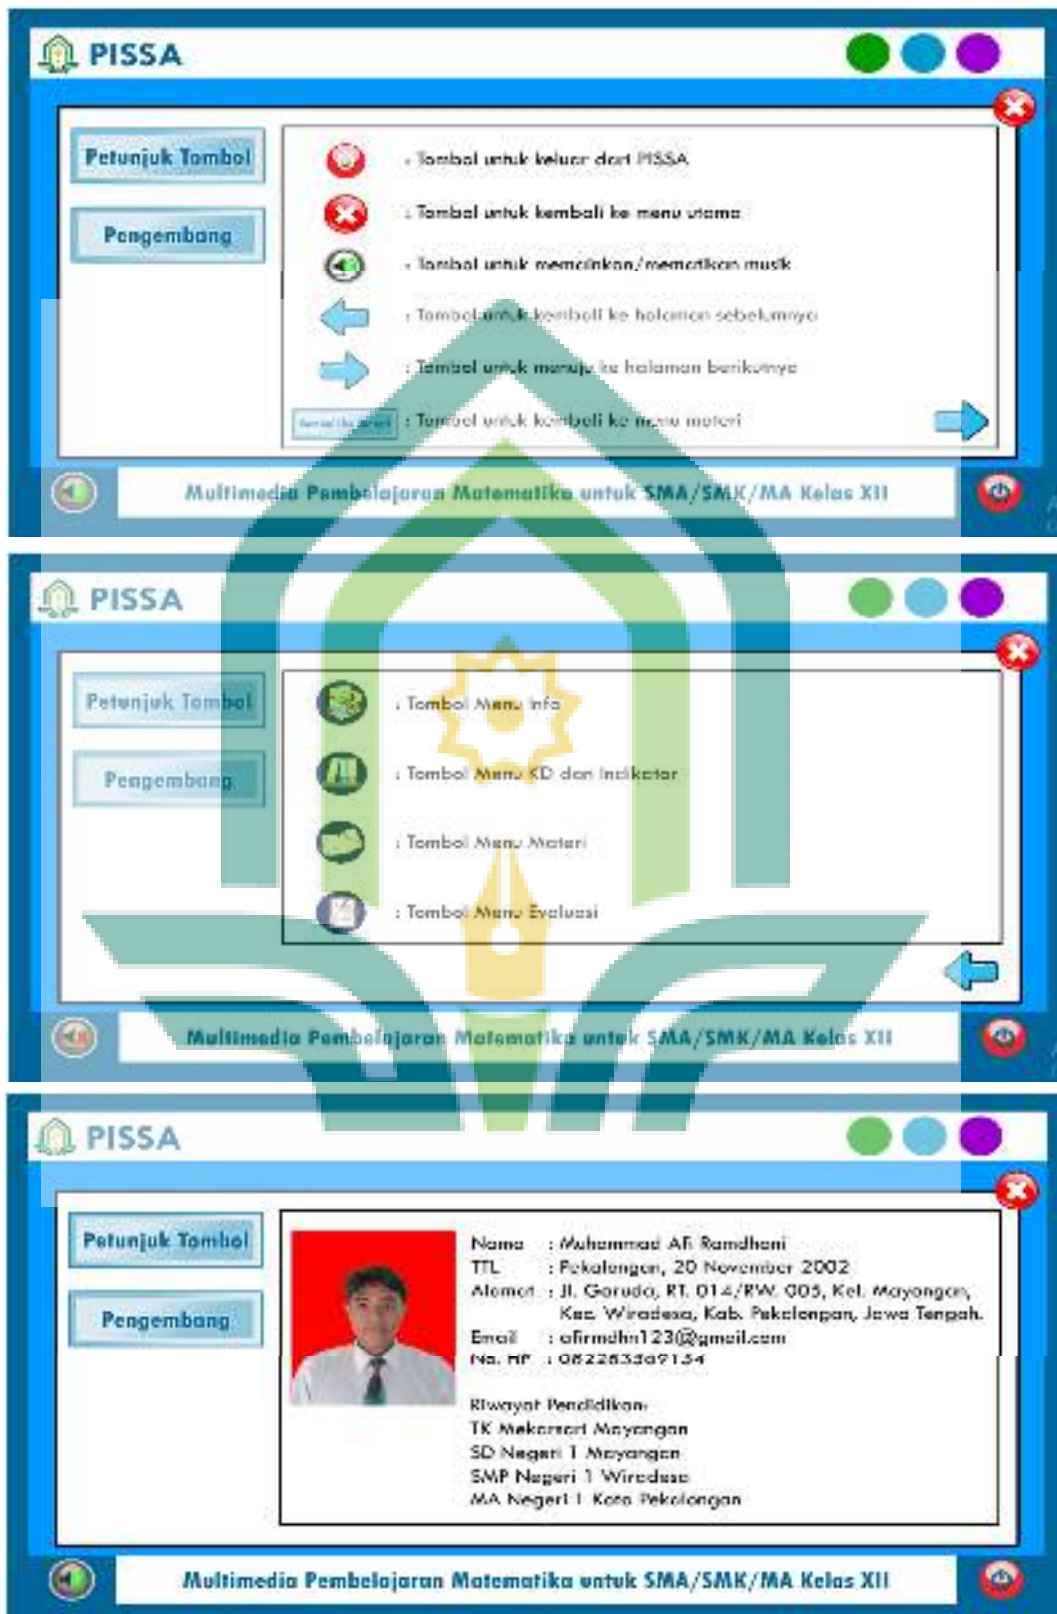 PISSA
Petunjuk Tombol
Pengembang
: Tombol untuk keluar dari PISSA
: Tombol untuk kembali ke menu utama
: Tombol untuk memainkan/mematikan musik
: Tombol untuk kembali ke halaman sebelumnya
: Tombol untuk menuju ke halaman berikutnya
: Tombol untuk kembali ke menu materi
Multimedia Pembelajaran Matematika untuk SMA/SMK/MA Kelas XII
PISSA
Petunjuk Tombol
Pengembang
: Tombol Menu Info
: Tombol Menu KD dan Indikator
: Tombol Menu Materi
: Tombol Menu Evaluasi
Multimedia Pembelajaran Matematika untuk SMA/SMK/MA Kelas XII
PISSA
Petunjuk Tombol
Pengembang
Nama : Muhammad Afi Ramdhani
TTL : Pekalongan, 20 November 2002
Alamat : Jl. Garuda, RT. 014/RW. 005, Kel. Mayangan,
Kec. Wiradesa, Kab. Pekalongan, Jawa Tengah.
Email : afirmdhn123@gmail.com
No. HP :
Riwayat Pendidikan:
TK Mekarsari Mayangan
SD Negeri 1 Mayangan
SMP Negeri 1 Wiradesa
MA Negeri 1 Kota Pekalongan
Multimedia Pembelajaran Matematika untuk SMA/SMK/MA Kelas XII